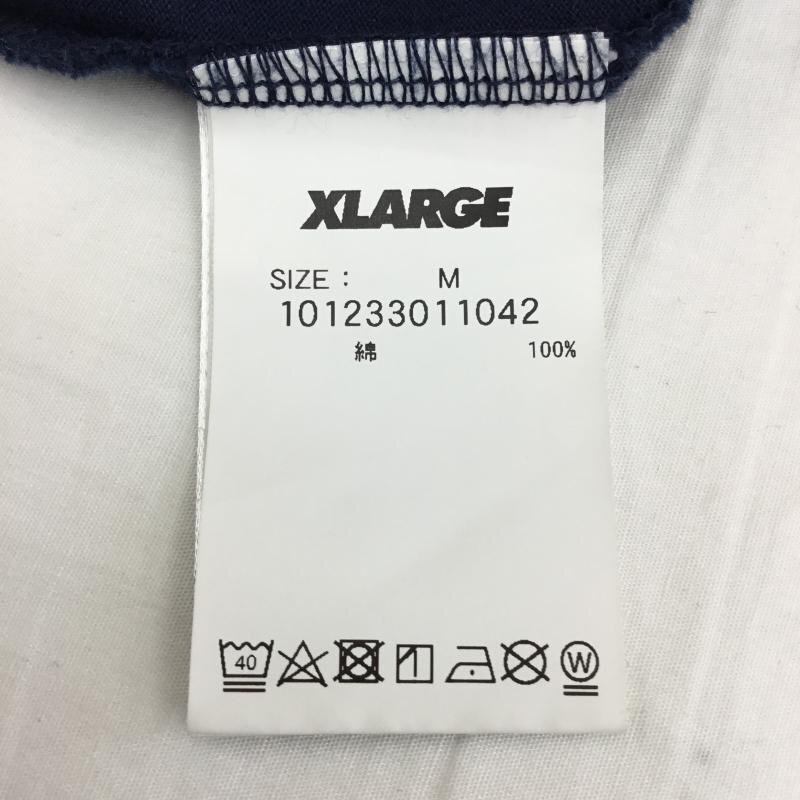 XLARGE
SIZE : M
101233011042
綿 100%
40 W